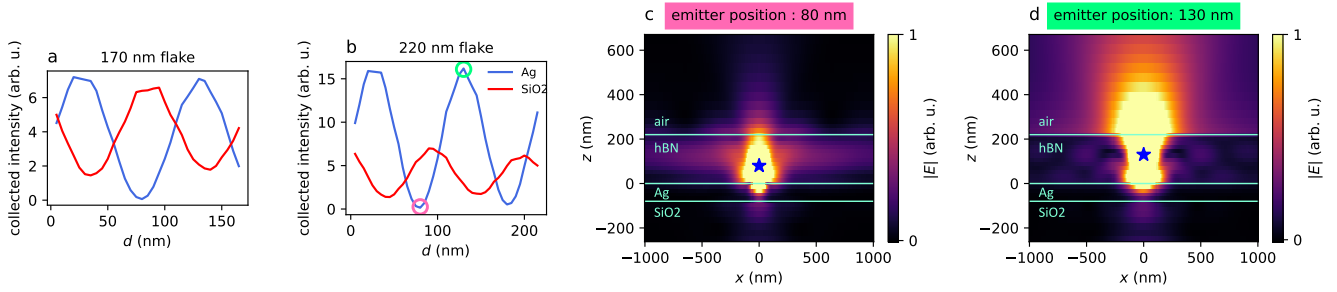 a
170 nm flake
collected intensity (arb. u.)
6
4
2
0
0
50
100
150
d (nm)
b
220 nm flake
collected intensity (arb. u.)
15
10
5
0
0
100
200
d (nm)
Ag
SiO2
c
emitter position : 80 nm
z (nm)
600
400
200
0
−200
air
hBN
Ag
SiO2
−1000
−500
0
500
1000
x (nm)
1
0
|E| (arb. u.)
d
emitter position: 130 nm
z (nm)
600
400
200
0
−200
air
hBN
Ag
SiO2
−1000
−500
0
500
1000
x (nm)
1
0
|E| (arb. u.)